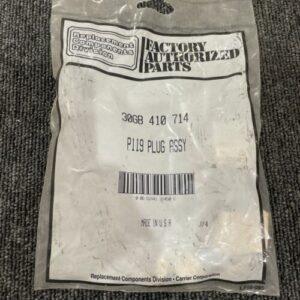 Replacement
Components
Division
FACTORY
AUTHORIZED
PARTS
30GB 410 714
P119 PLUG ASSY
MADE IN U.S.A
Replacement Components Division - Carrier Corporation